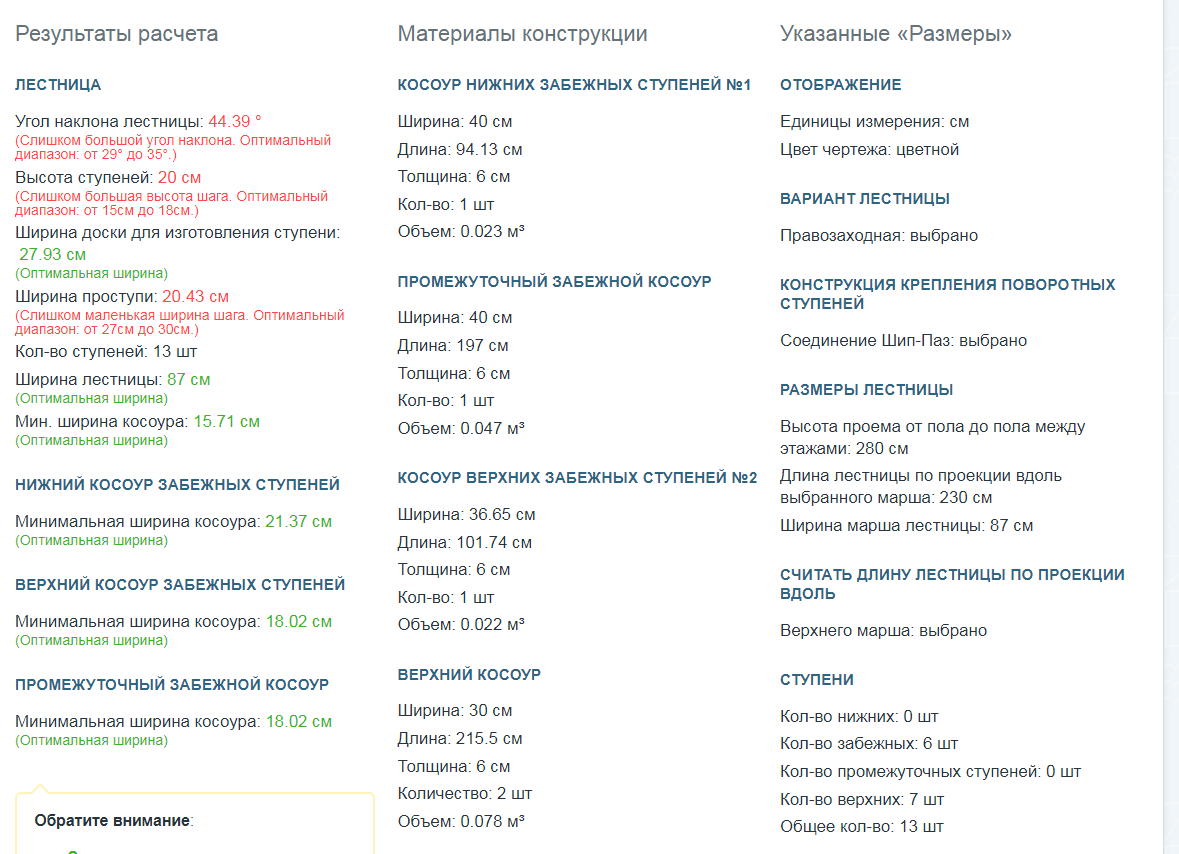 Результаты расчета
ЛЕСТНИЦА
Угол наклона лестницы: 44.39 °
(Слишком большой угол наклона. Оптимальный
диапазон: от 29° до 35°.)
Высота ступеней: 20 см
(Слишком большая высота шага. Оптимальный
диапазон: от 15см до 18см.)
Ширина доски для изготовления ступени:
27.93 см
(Оптимальная ширина)
Ширина проступи: 20.43 см
(Слишком маленькая ширина шага. Оптимальный
диапазон: от 27см до 30см.)
Кол-во ступеней: 13 шт
Ширина лестницы: 87 см
(Оптимальная ширина)
Мин. ширина косоура: 15.71 см
(Оптимальная ширина)
НИЖНИЙ КОСОУР ЗАБЕЖНЫХ СТУПЕНЕЙ
Минимальная ширина косоура: 21.37 см
(Оптимальная ширина)
ВЕРХНИЙ КОСОУР ЗАБЕЖНЫХ СТУПЕНЕЙ
Минимальная ширина косоура: 18.02 см
(Оптимальная ширина)
ПРОМЕЖУТОЧНЫЙ ЗАБЕЖНОЙ КОСОУР
Минимальная ширина косоура: 18.02 см
(Оптимальная ширина)
Обратите внимание:
Материалы конструкции
КОСОУР НИЖНИХ ЗАБЕЖНЫХ СТУПЕНЕЙ №1
Ширина: 40 см
Длина: 94.13 см
Толщина: 6 см
Кол-во: 1 шт
Объем: 0.023 м³
ПРОМЕЖУТОЧНЫЙ ЗАБЕЖНОЙ КОСОУР
Ширина: 40 см
Длина: 197 см
Толщина: 6 см
Кол-во: 1 шт
Объем: 0.047 м³
КОСОУР ВЕРХНИХ ЗАБЕЖНЫХ СТУПЕНЕЙ №2
Ширина: 36.65 см
Длина: 101.74 см
Толщина: 6 см
Кол-во: 1 шт
Объем: 0.022 м³
ВЕРХНИЙ КОСОУР
Ширина: 30 см
Длина: 215.5 см
Толщина: 6 см
Количество: 2 шт
Объем: 0.078 м³
Указанные «Размеры»
ОТОБРАЖЕНИЕ
Единицы измерения: см
Цвет чертежа: цветной
ВАРИАНТ ЛЕСТНИЦЫ
Правозаходная: выбрано
КОНСТРУКЦИЯ КРЕПЛЕНИЯ ПОВОРОТНЫХ
СТУПЕНЕЙ
Соединение Шип-Паз: выбрано
РАЗМЕРЫ ЛЕСТНИЦЫ
Высота проема от пола до пола между
этажами: 280 см
Длина лестницы по проекции вдоль
выбранного марша: 230 см
Ширина марша лестницы: 87 см
СЧИТАТЬ ДЛИНУ ЛЕСТНИЦЫ ПО ПРОЕКЦИИ
ВДОЛЬ
Верхнего марша: выбрано
СТУПЕНИ
Кол-во нижних: 0 шт
Кол-во забежных: 6 шт
Кол-во промежуточных ступеней: 0 шт
Кол-во верхних: 7 шт
Общее кол-во: 13 шт